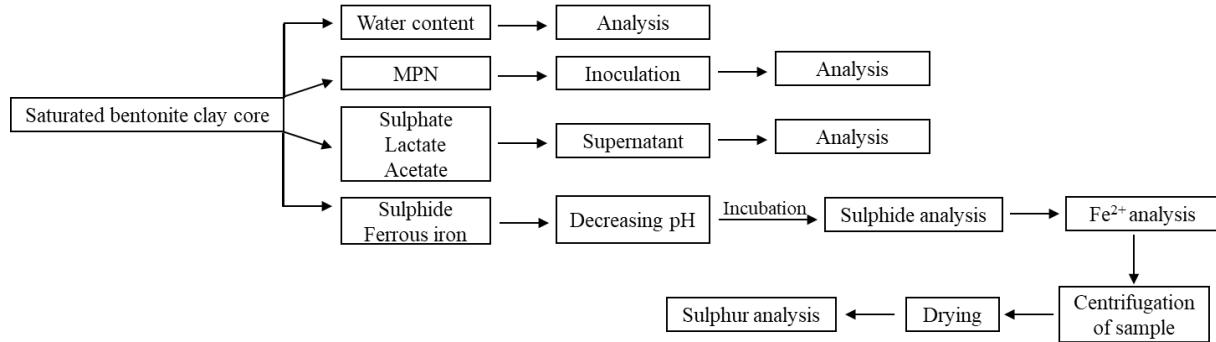 Water content
Analysis
MPN
Inoculation
Analysis
Saturated bentonite clay core
Sulphate
Lactate
Acetate
Supernatant
Analysis
Sulphide
Ferrous iron
Decreasing pH
Incubation
Sulphide analysis
Fe²⁺ analysis
Centrifugation
of sample
Drying
Sulphur analysis